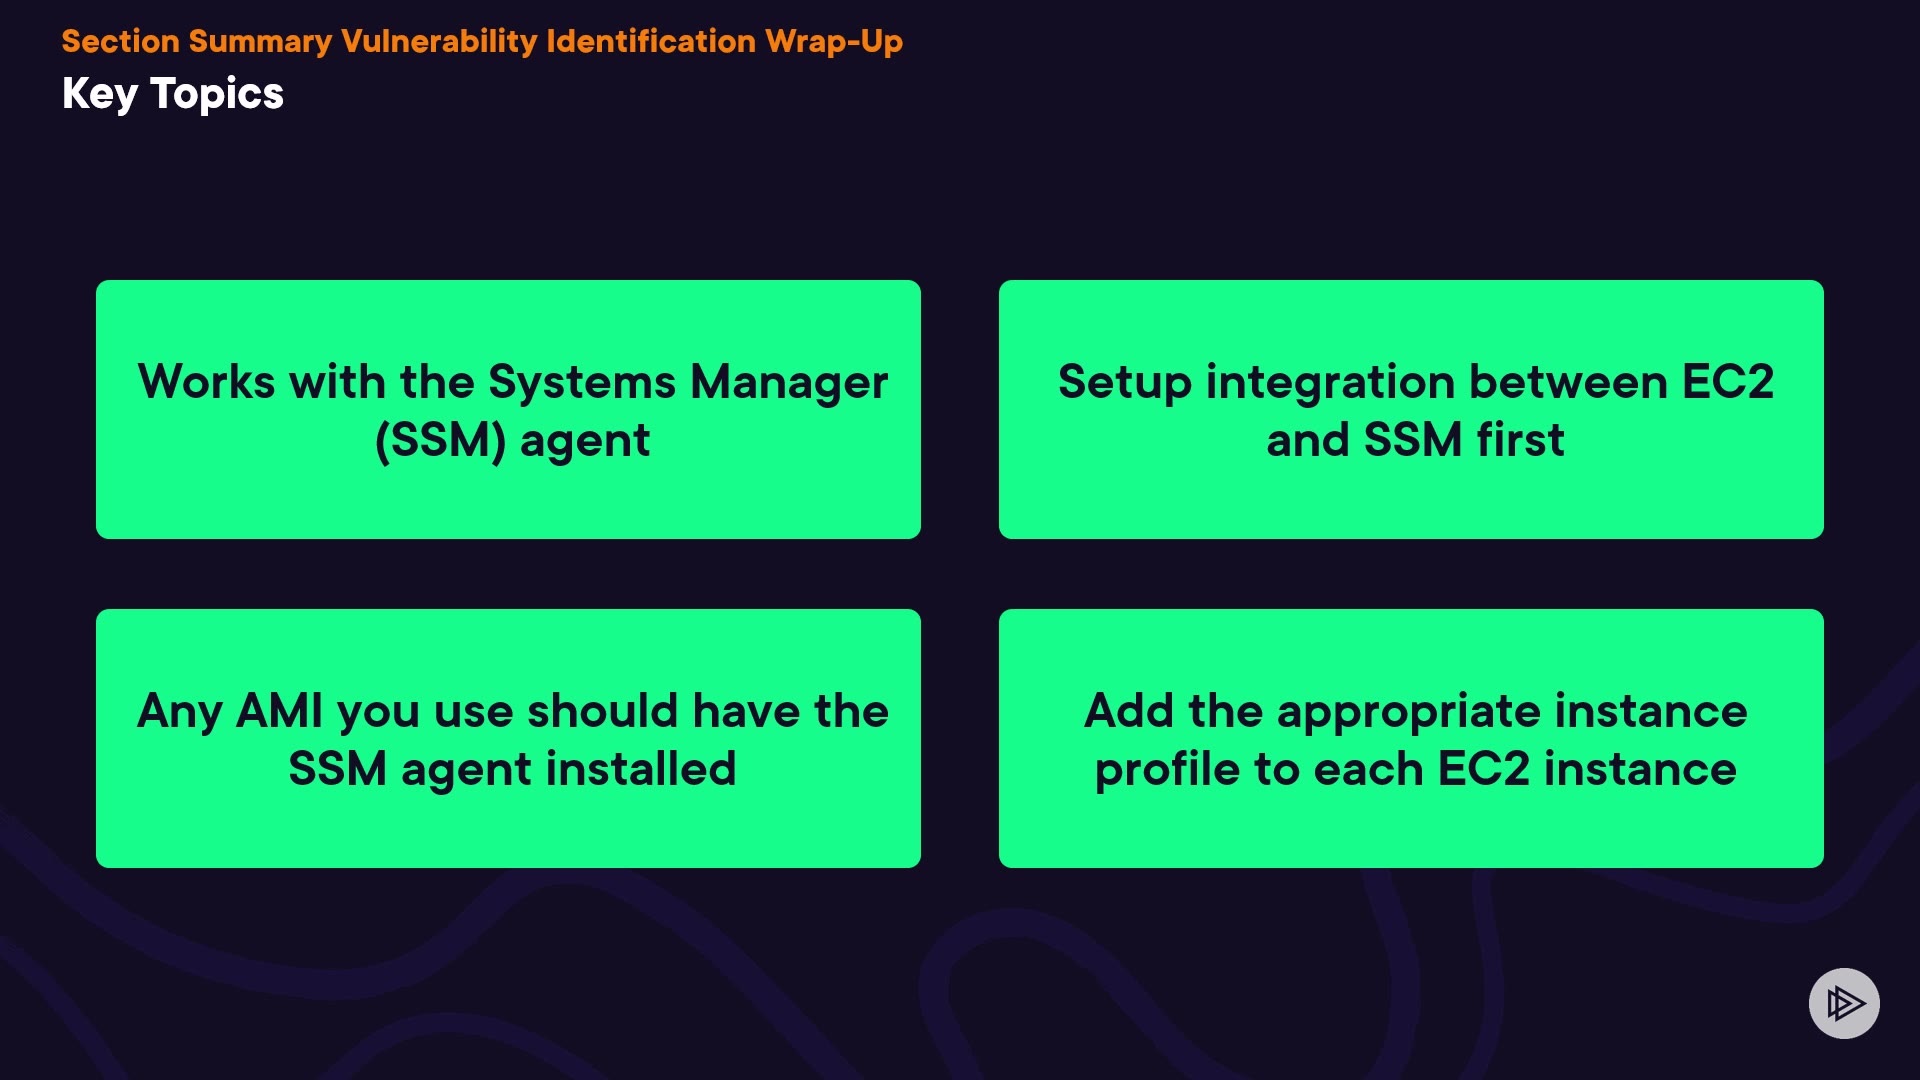 Section Summary Vulnerability Identification Wrap-Up
Key Topics
Works with the Systems Manager
(SSM) agent
Setup integration between EC2
and SSM first
Any AMI you use should have the
SSM agent installed
Add the appropriate instance
profile to each EC2 instance